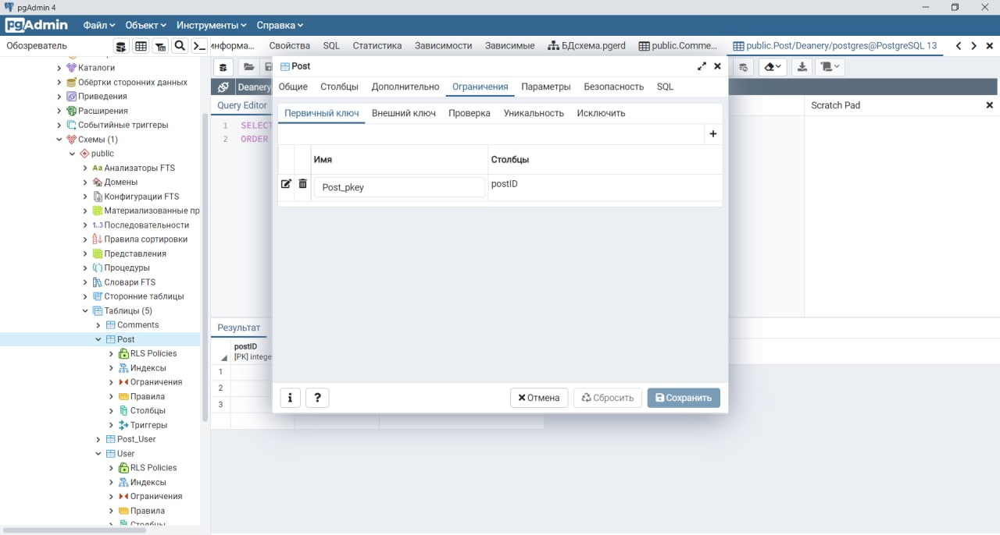 pgAdmin 4
pgAdmin Файл Объект Инструменты Справка
Обозреватель
информа... Свойства SQL Статистика Зависимости Зависимые БДсхема.pgerd public.Comme... public.Post/Deanery/postgres@PostgreSQL 13
Каталоги
Обёртки сторонних данных
Приведения
Расширения
Событийные триггеры
Схемы (1)
public
Анализаторы FTS
Домены
Конфигурации FTS
Материализованные пр
1..3 Последовательности
Правила сортировки
Представления
Процедуры
Словари FTS
Сторонние таблицы
Таблицы (5)
Comments
Post
RLS Policies
Индексы
Ограничения
Правила
Столбцы
Триггеры
Post_User
User
RLS Policies
Индексы
Ограничения
Правила
Столбцы
Deanery
Query Editor
1 SELECT
2 ORDER
Scratch Pad
Результат
postID
[PK] intege
1
2
3
Post
Общие Столбцы Дополнительно Ограничения Параметры Безопасность SQL
Первичный ключ Внешний ключ Проверка Уникальность Исключить
Имя Столбцы
Post_pkey postID
i ? Отмена Сбросить Сохранить